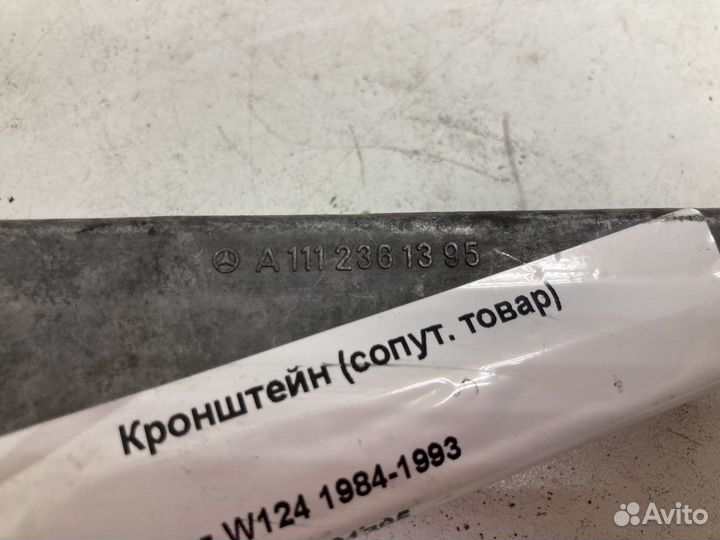 A 111 236 13 95
Кронштейн (сопут. товар)
W124 1984-1993
Avito